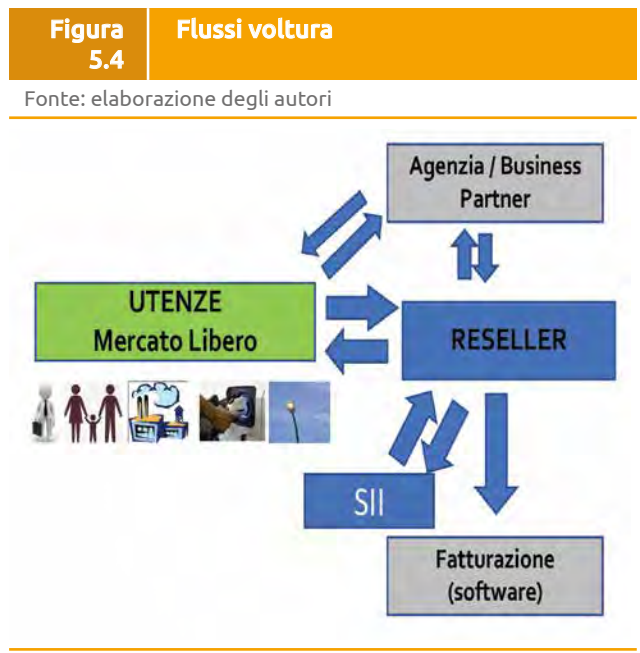 Figura
5.4
Flussi voltura
Fonte: elaborazione degli autori
Agenzia / Business
Partner
UTENZE
Mercato Libero
RESELLER
SII
Fatturazione
(software)